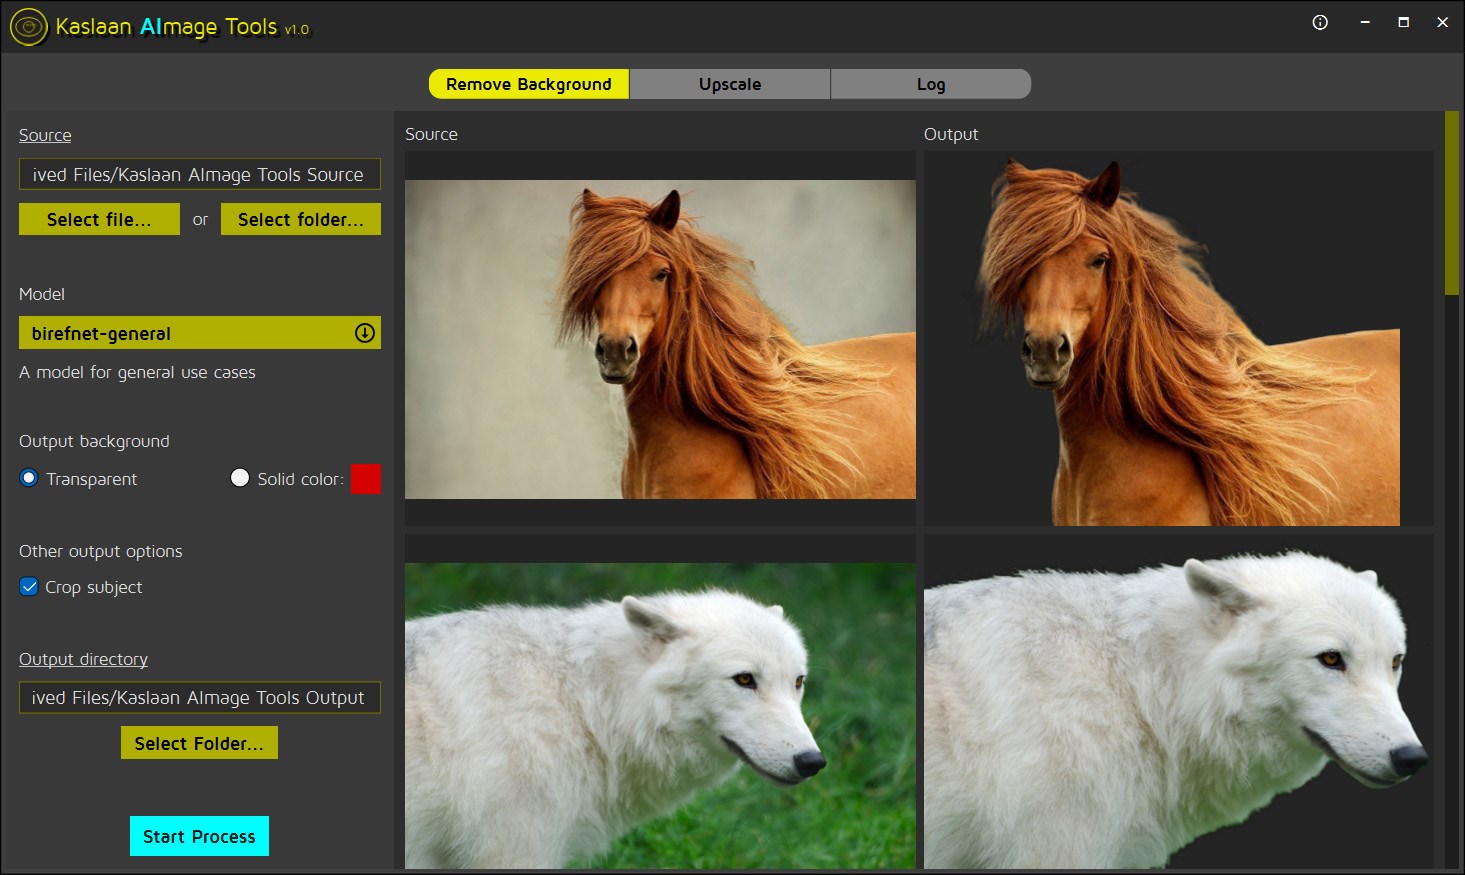 Kaslaan AImage Tools v1.0
Remove Background
Upscale
Log
Source
ived Files/Kaslaan AImage Tools Source
Select file...
or
Select folder...
Model
birefnet-general
A model for general use cases
Output background
Transparent
Solid color:
Other output options
Crop subject
Output directory
ived Files/Kaslaan AImage Tools Output
Select Folder...
Start Process
Source
Output